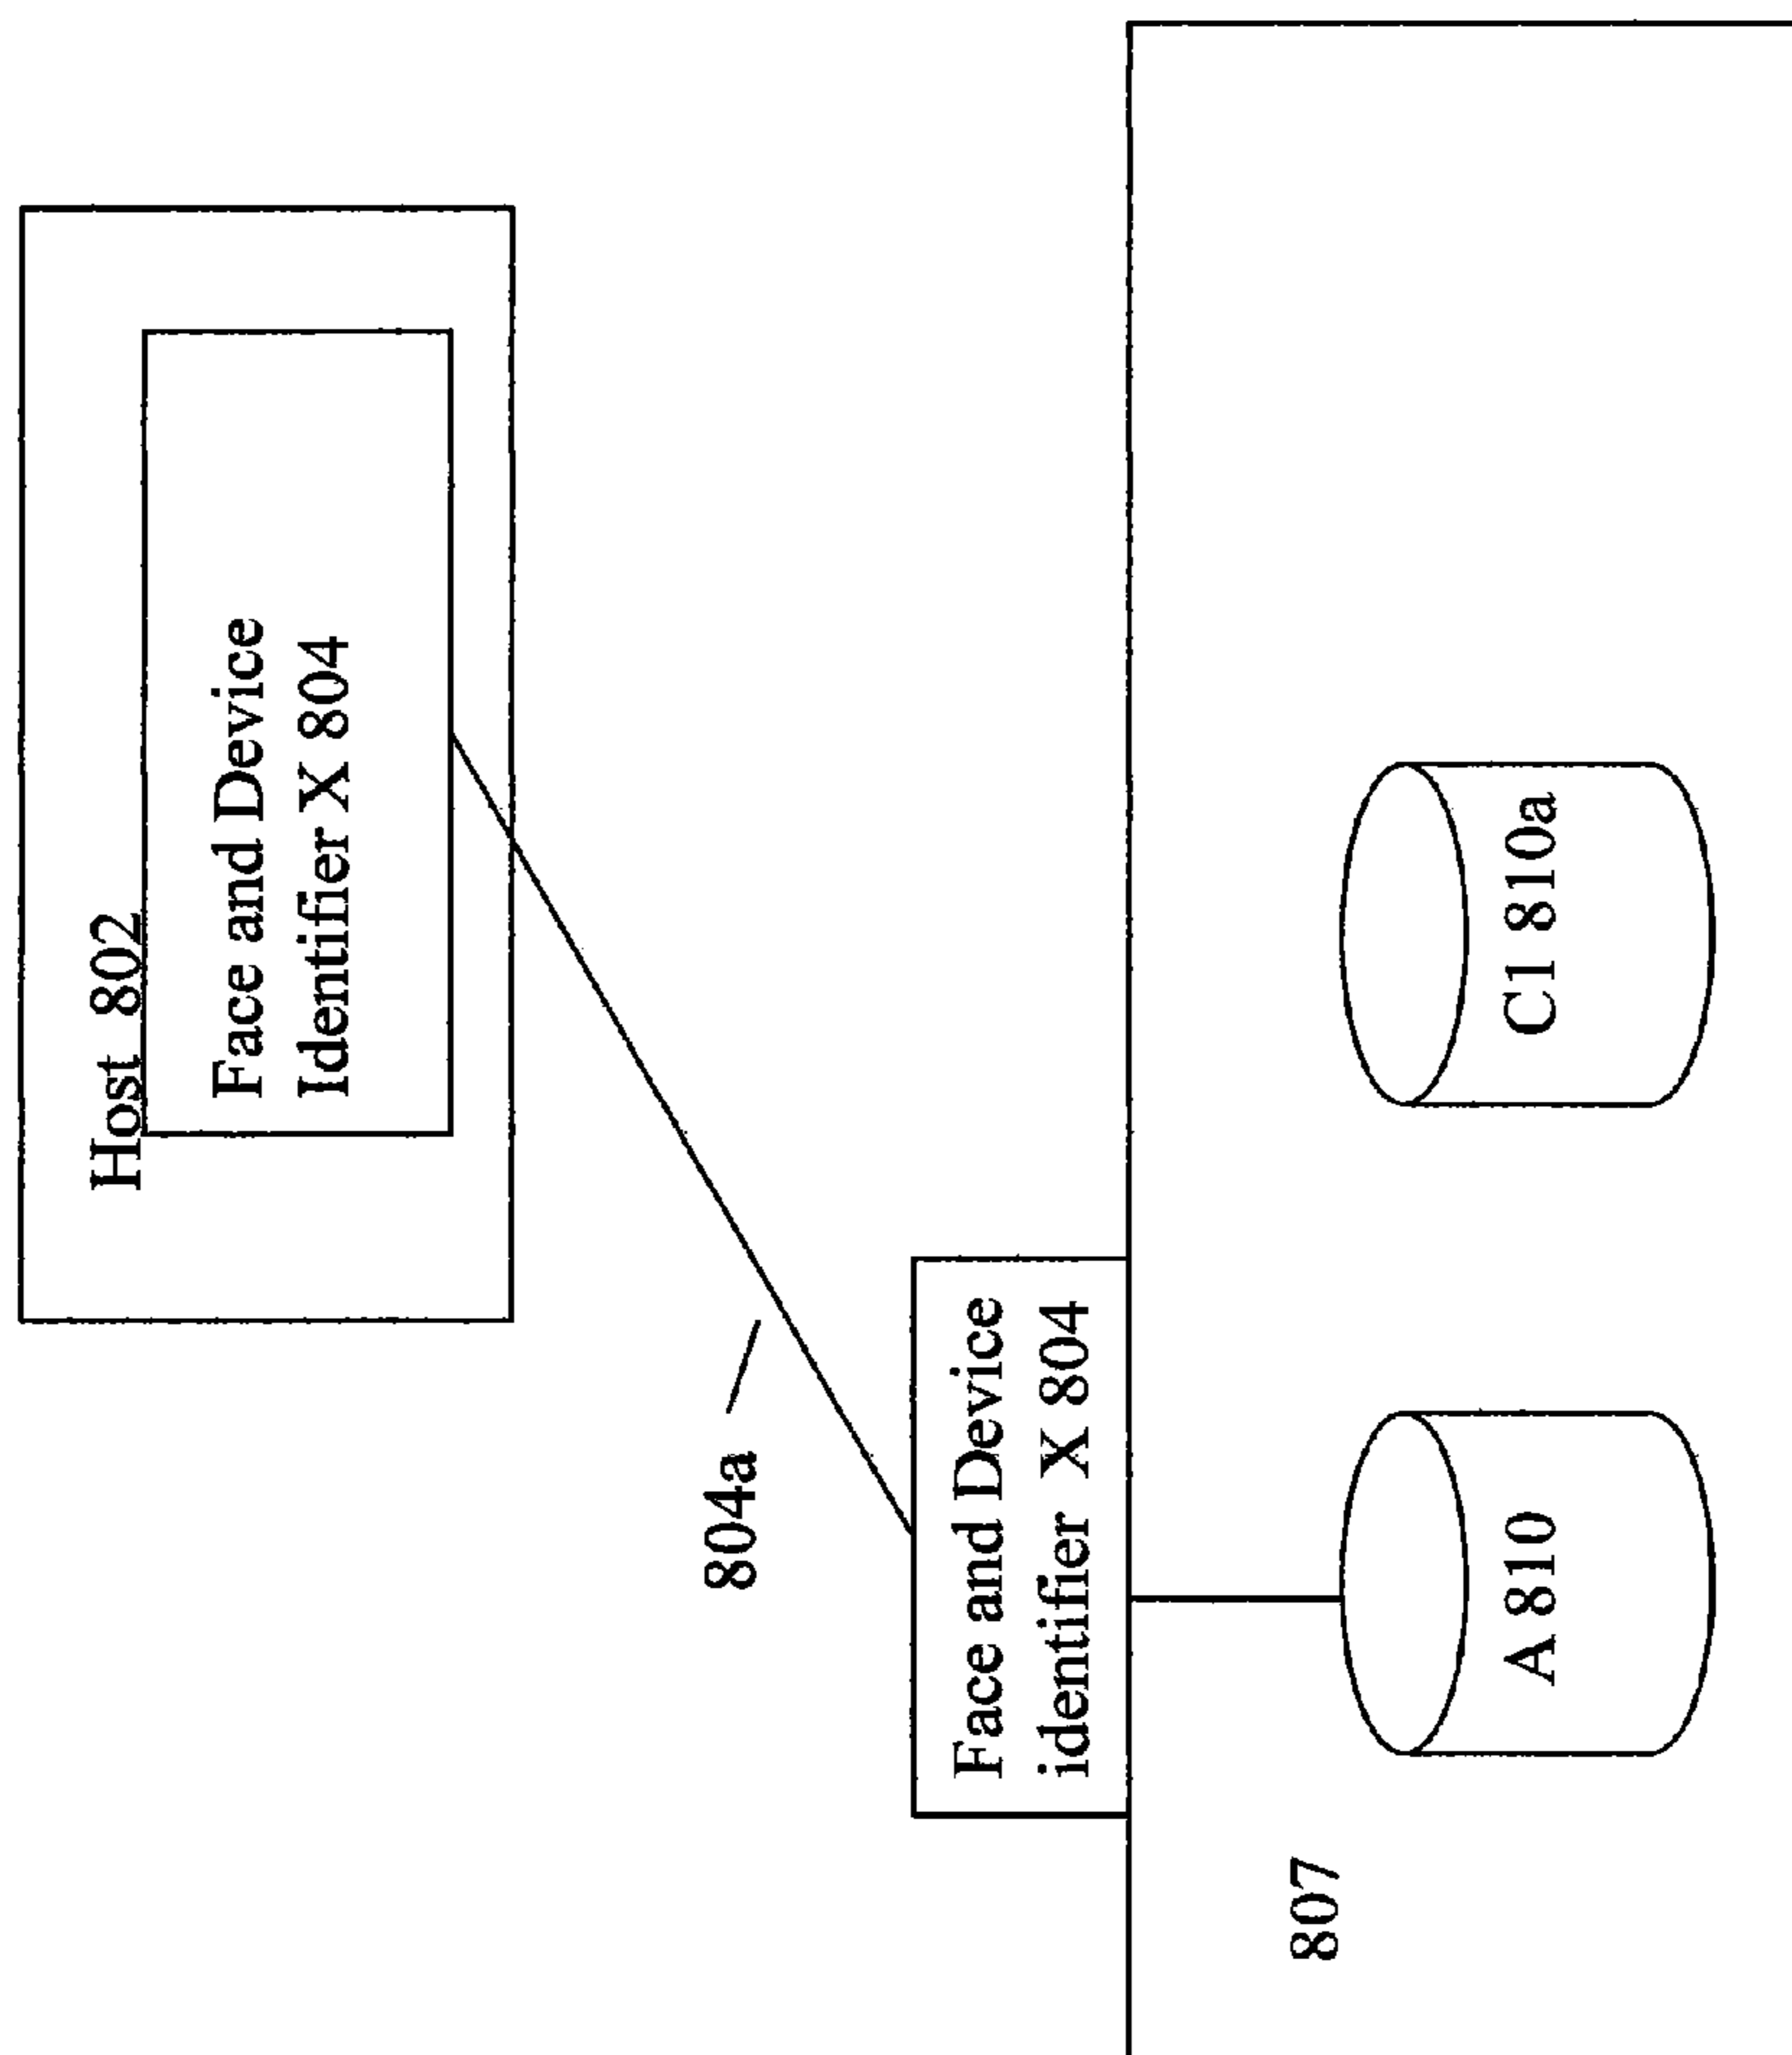 Host 802
Face and Device
Identifier X 804
804a
Face and Device
identifier X 804
807
A 810
C1 810a